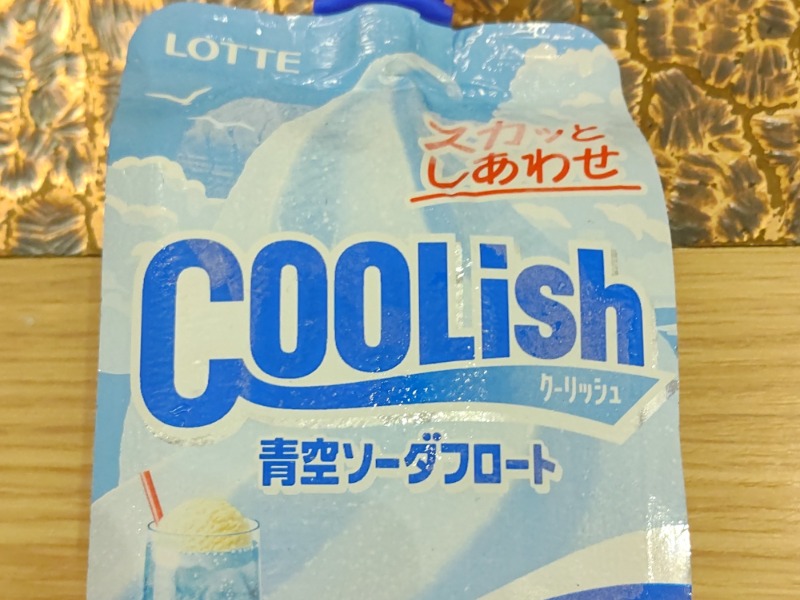 LOTTE
スカッと
しあわせ
COOLish
クーリッシュ
青空ソーダフロート